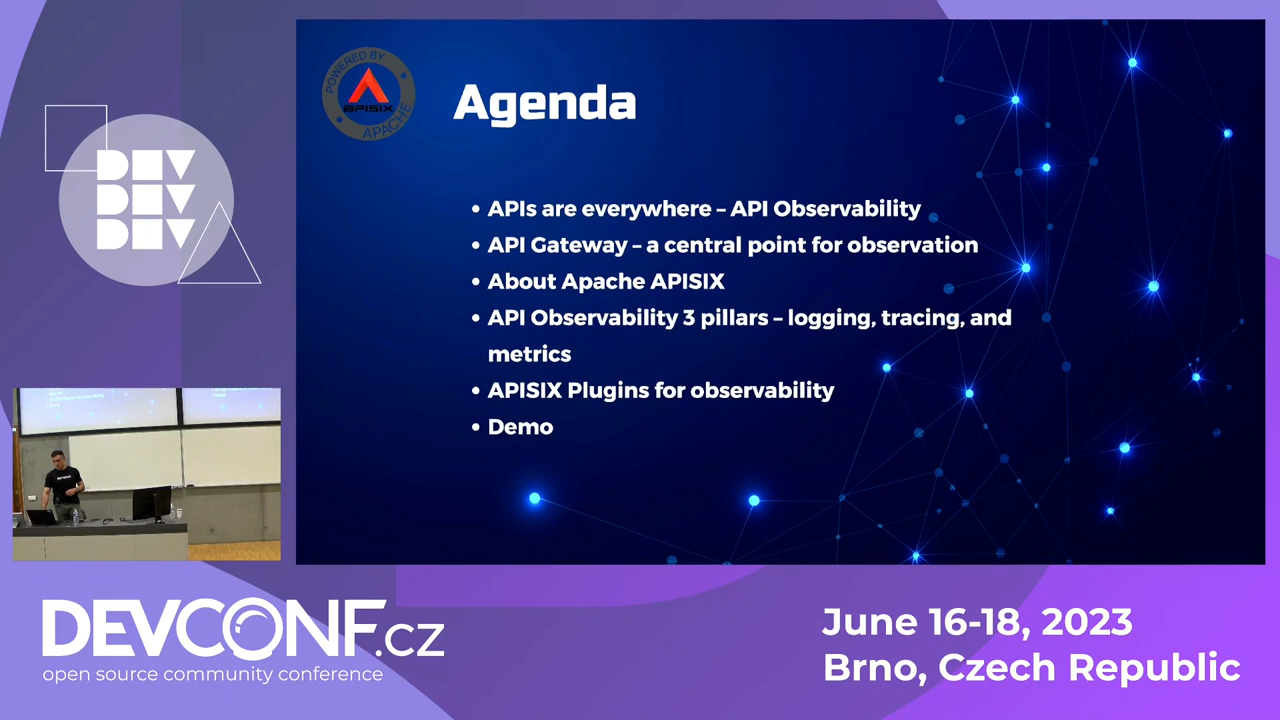 DEV
DEV
DEV
POWERED BY
APISIX
APACHE
Agenda
• APIs are everywhere – API Observability
• API Gateway – a central point for observation
• About Apache APISIX
• API Observability 3 pillars – logging, tracing, and
metrics
• APISIX Plugins for observability
• Demo
DEVCONF.cz
open source community conference
June 16-18, 2023
Brno, Czech Republic